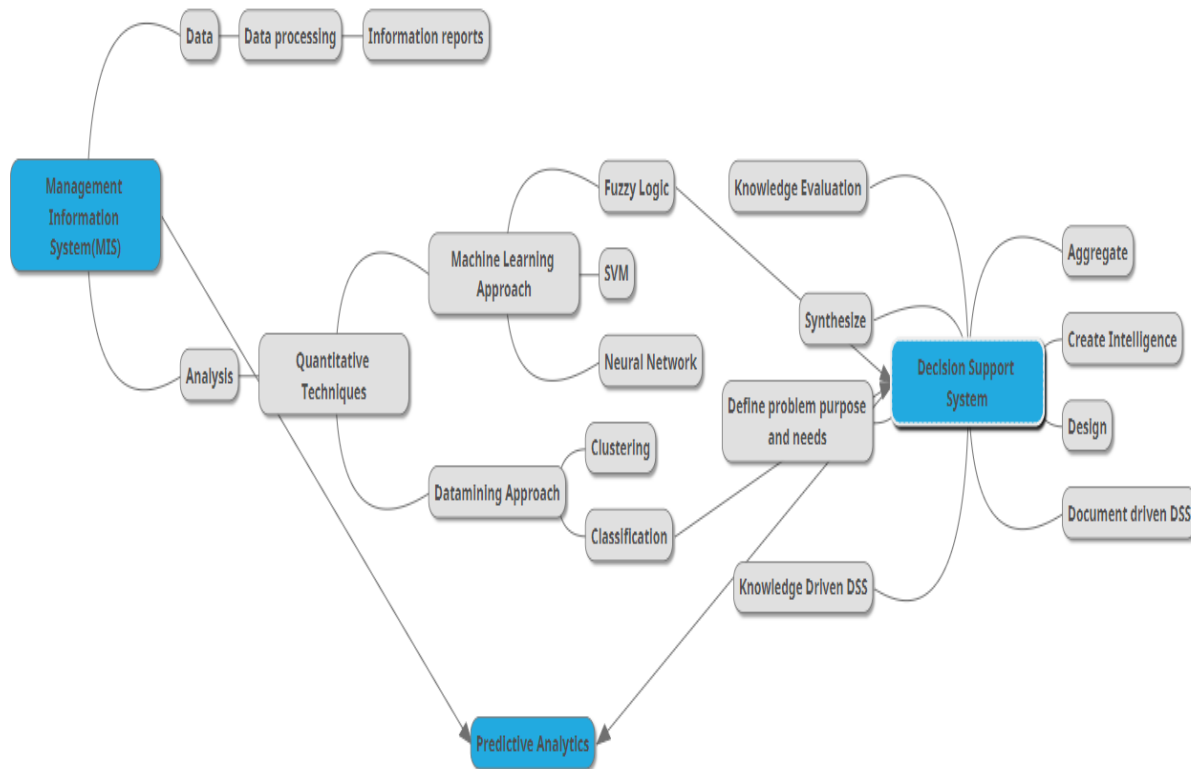 Data
Data processing
Information reports
Management
Information
System(MIS)
Analysis
Quantitative
Techniques
Machine Learning
Approach
Fuzzy Logic
SVM
Neural Network
Datamining Approach
Clustering
Classification
Knowledge Evaluation
Synthesize
Define problem purpose
and needs
Knowledge Driven DSS
Decision Support
System
Aggregate
Create Intelligence
Design
Document driven DSS
Predictive Analytics